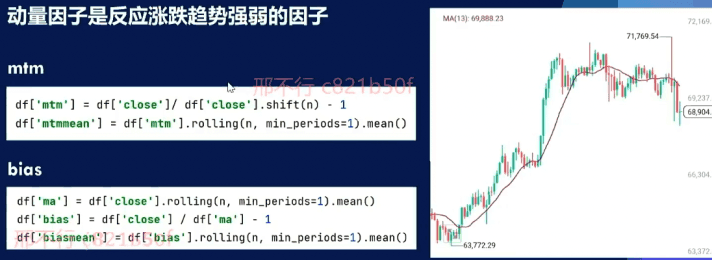 动量因子是反应涨跌趋势强弱的因子
mtm
邢不行 c821b50f
df['mtm'] = df['close']/ df['close'].shift(n) - 1
df['mtmmean'] = df['mtm'].rolling(n, min_periods=1).mean()
bias
df['ma'] = df['close'].rolling(n, min_periods=1).mean()
df['bias'] = df['close'] / df['ma'] - 1
df['biasmean'] = df['bias'].rolling(n, min_periods=1).mean()
邢不行 c821b50f
MA(13): 69,888.23
72,169.
71,769.54
69,237.
68,904.
66,304.
63,772.29
63,372.